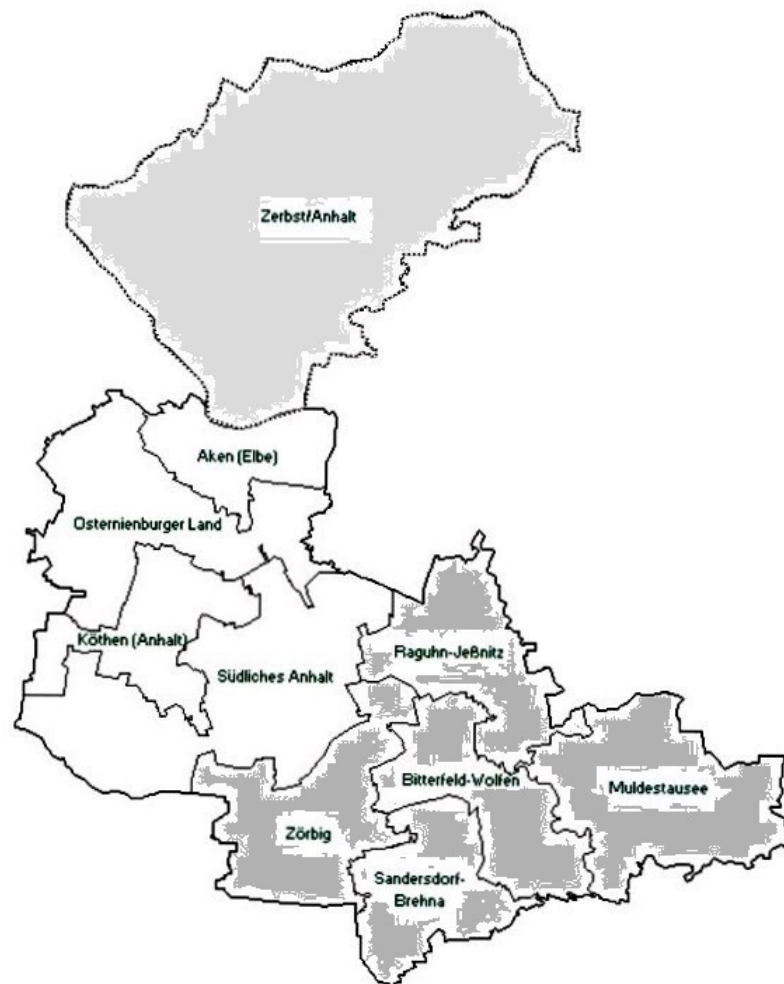 Zerbst/Anhalt
Aken (Elbe)
Osternienburger Land
Köthen (Anhalt)
Raguhn-Jeßnitz
Südliches Anhalt
Bitterfeld-Wolfen
Muldestausee
Zörbig
Sandersdorf-
Brehna